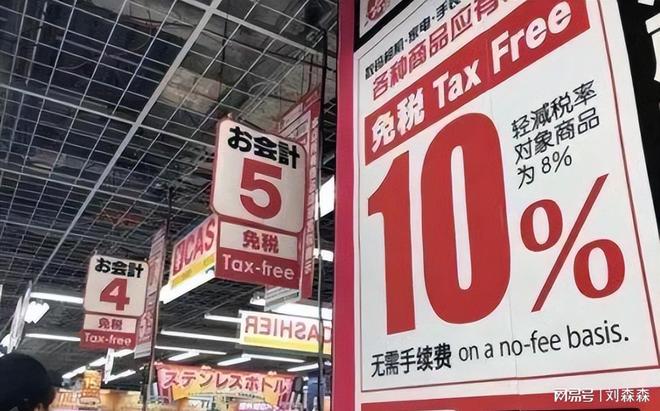 お会計
5
免税
Tax-free
お会計
4
免税
Tax-free
CASHIER
ステンレスボトル
各种商品应有
免税 Tax Free
10%
轻减税率
对象商品
为8%
无需手续费 on a no-fee basis.
网易号 | 刘森森